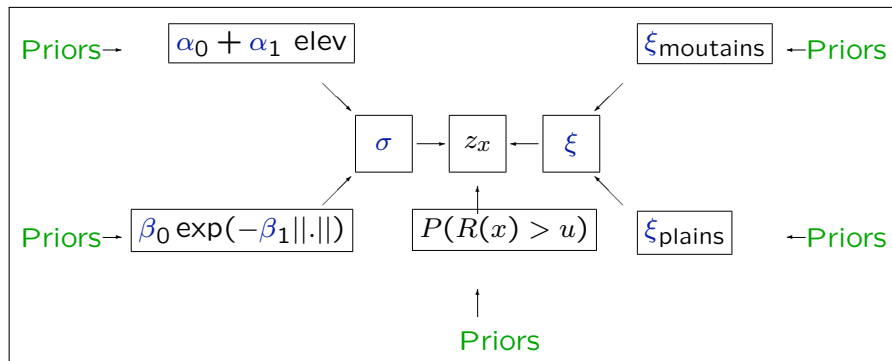 Priors α₀ + α₁ elev ξmoutains Priors
σ zₓ ξ
Priors β₀ exp(−β₁||.||) P(R(x) > u) ξplains Priors
Priors